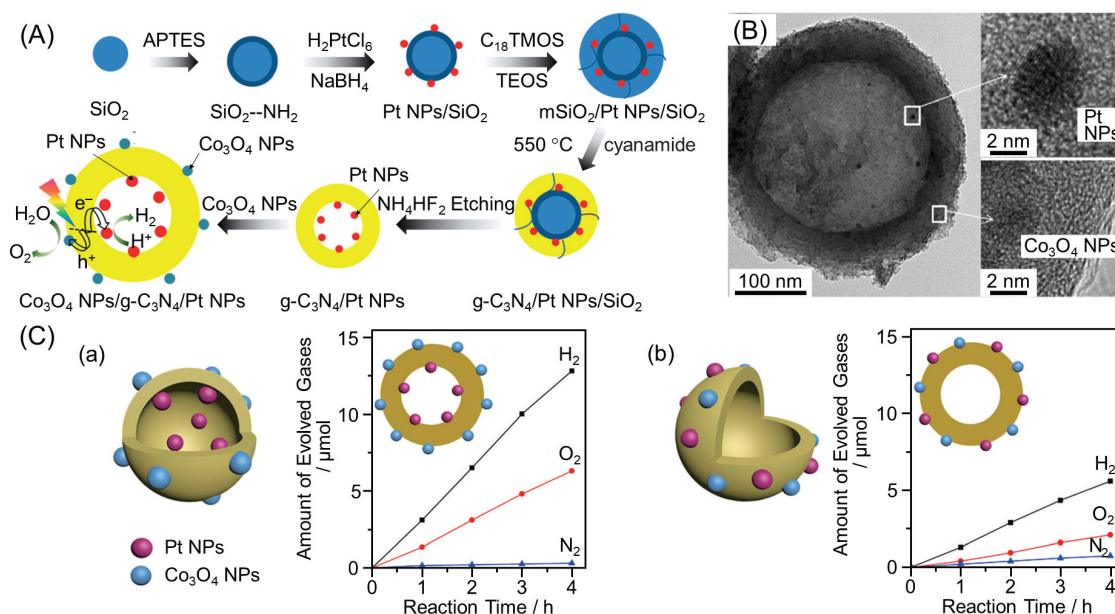 (A)
APTES
H₂PtCl₆
NaBH₄
C₁₈TMOS
TEOS
SiO₂
SiO₂--NH₂
Pt NPs/SiO₂
mSiO₂/Pt NPs/SiO₂
550 °C
cyanamide
Pt NPs
Co₃O₄ NPs
e⁻
H₂O
H₂
O₂
H⁺
h⁺
Co₃O₄ NPs
Pt NPs
NH₄HF₂ Etching
Co₃O₄ NPs/g-C₃N₄/Pt NPs
g-C₃N₄/Pt NPs
g-C₃N₄/Pt NPs/SiO₂
(B)
100 nm
Pt
NPs
2 nm
Co₃O₄ NPs
2 nm
(C)
(a)
Pt NPs
Co₃O₄ NPs
Amount of Evolved Gases
/ μmol
15
10
5
0
H₂
O₂
N₂
0 1 2 3 4
Reaction Time / h
(b)
Amount of Evolved Gases
/ μmol
15
10
5
0
H₂
O₂
N₂
0 1 2 3 4
Reaction Time / h